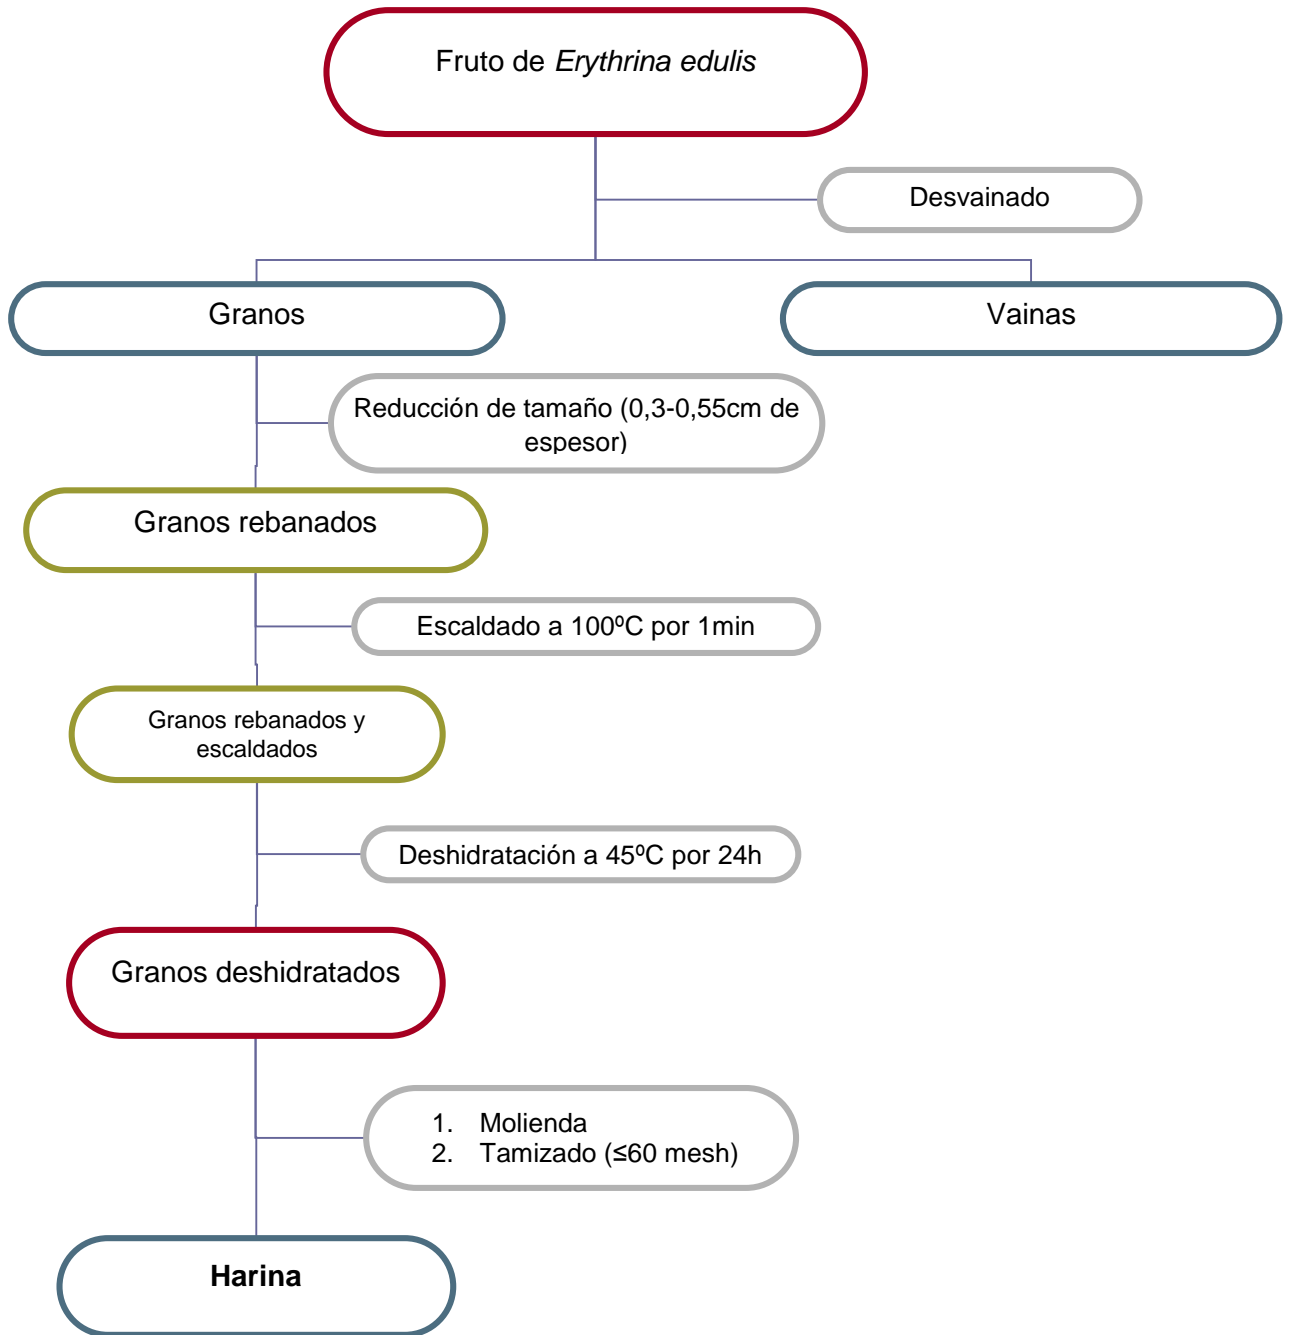 Fruto de Erythrina edulis
Desvainado
Granos
Vainas
Reducción de tamaño (0,3-0,55cm de
espesor)
Granos rebanados
Escaldado a 100ºC por 1min
Granos rebanados y
escaldados
Deshidratación a 45ºC por 24h
Granos deshidratados
1. Molienda
2. Tamizado (≤60 mesh)
Harina